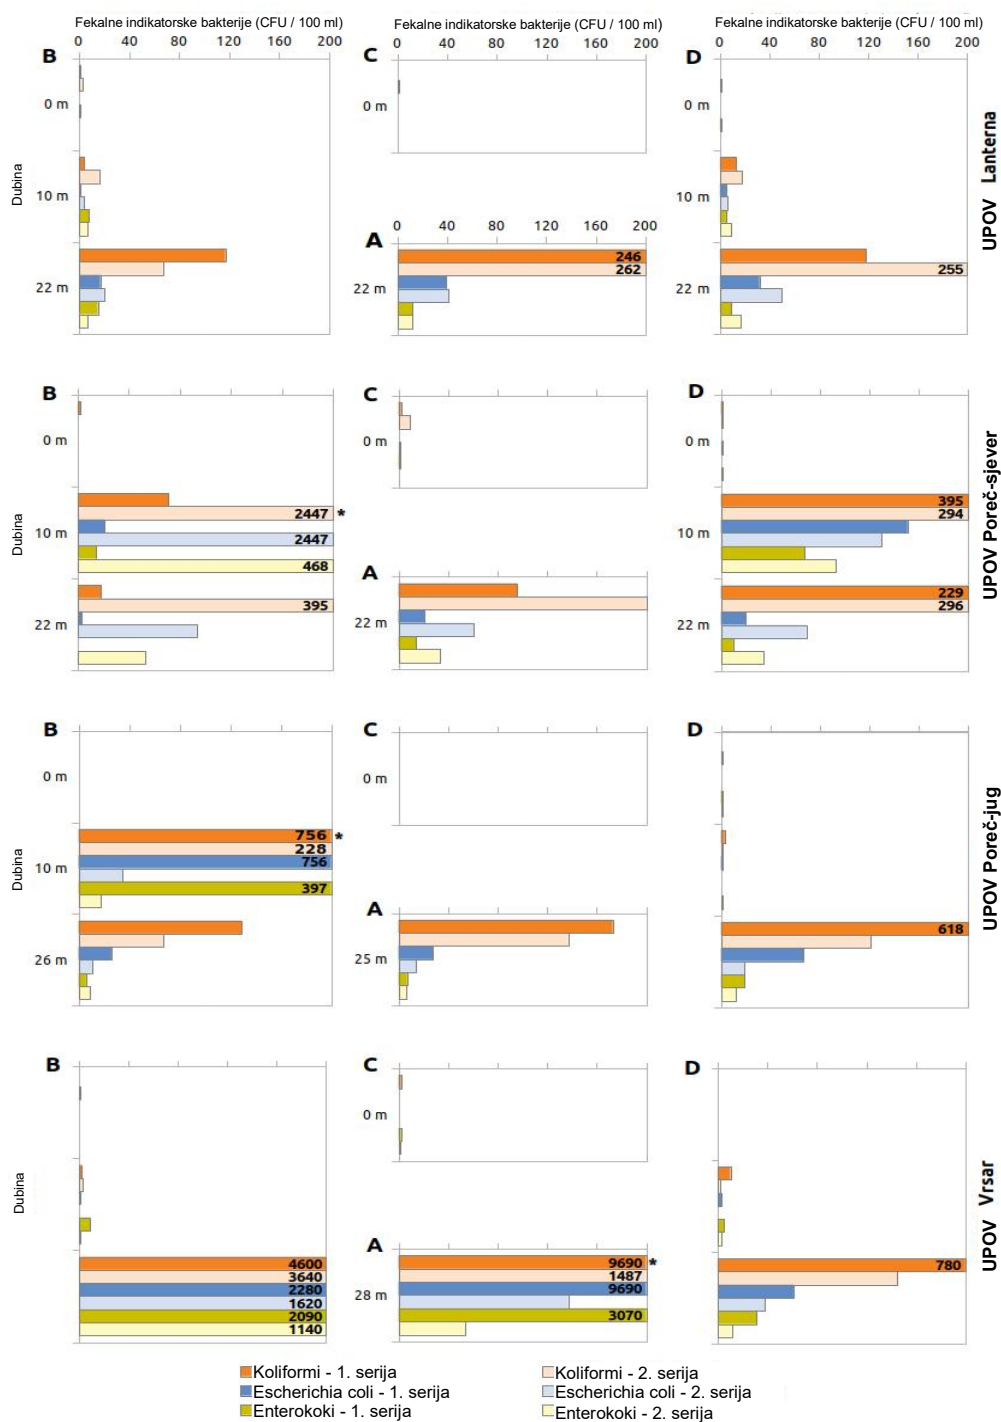 Fekalne indikatorske bakterije (CFU / 100 ml)
Fekalne indikatorske bakterije (CFU / 100 ml)
Fekalne indikatorske bakterije (CFU / 100 ml)
0 40 80 120 160 200
0 40 80 120 160 200
0 40 80 120 160 200
B
C
D
0 m
0 m
0 m
Dubina
10 m
10 m
UPOV Lanterna
0 40 80 120 160 200
A
246
262
255
22 m
22 m
22 m
B
C
D
0 m
0 m
0 m
Dubina
2447 *
10 m
2447
468
395
294
10 m
UPOV Poreč-sjever
A
395
229
296
22 m
22 m
22 m
B
C
D
0 m
0 m
Dubina
756 *
228
10 m
756
397
UPOV Poreč-jug
A
618
26 m
25 m
B
C
D
0 m
Dubina
UPOV Vrsar
A
4600
3640
2280
1620
2090
1140
9690 *
1487
9690
28 m
3070
780
Koliformi - 1. serija
Koliformi - 2. serija
Escherichia coli - 1. serija
Escherichia coli - 2. serija
Enterokoki - 1. serija
Enterokoki - 2. serija